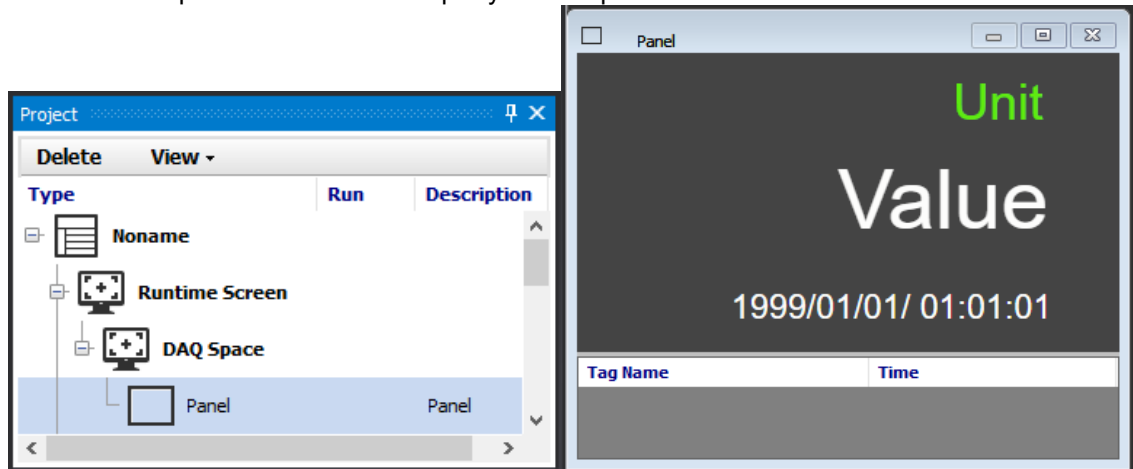 Project
Delete View
Type Run Description
Noname
Runtime Screen
DAQ Space
Panel Panel
Panel
Unit
Value
1999/01/01/ 01:01:01
Tag Name Time